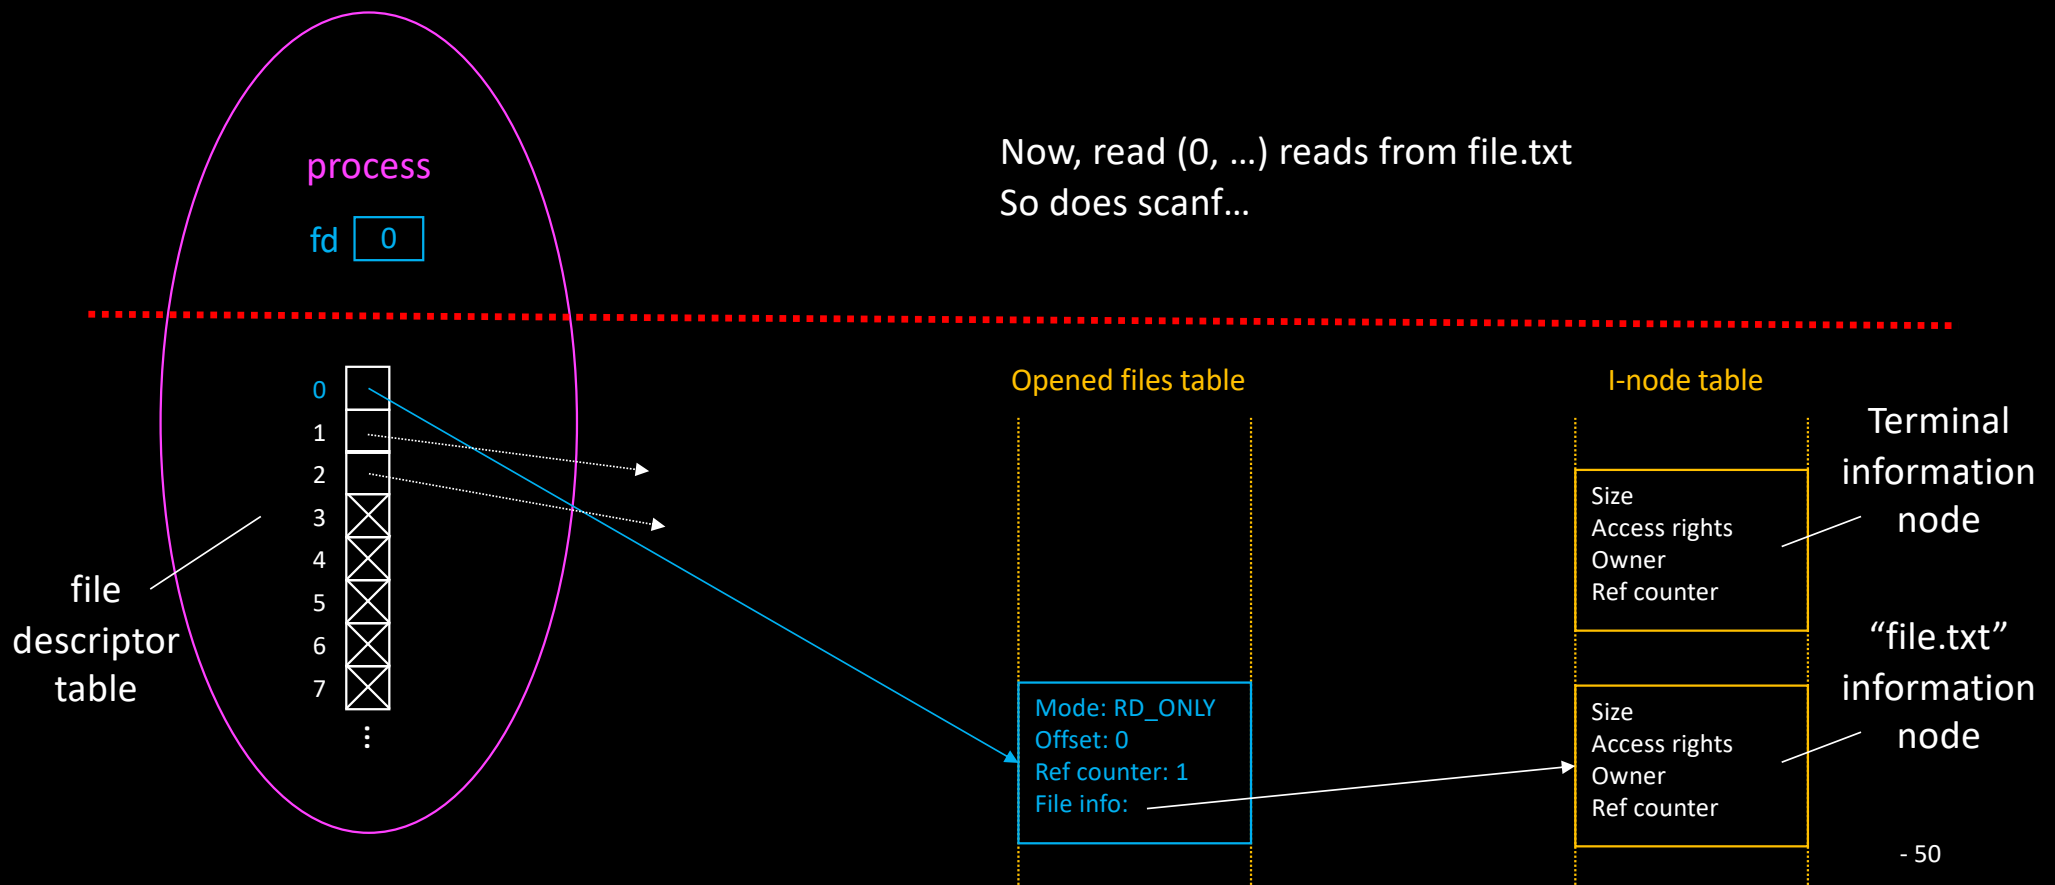 process
fd 0
Now, read (0, …) reads from file.txt
So does scanf…
0
1
2
3
4
5
6
7
…
file
descriptor
table
Opened files table
Mode: RD_ONLY
Offset: 0
Ref counter: 1
File info:
I-node table
Size
Access rights
Owner
Ref counter
Terminal
information
node
Size
Access rights
Owner
Ref counter
“file.txt”
information
node
- 50